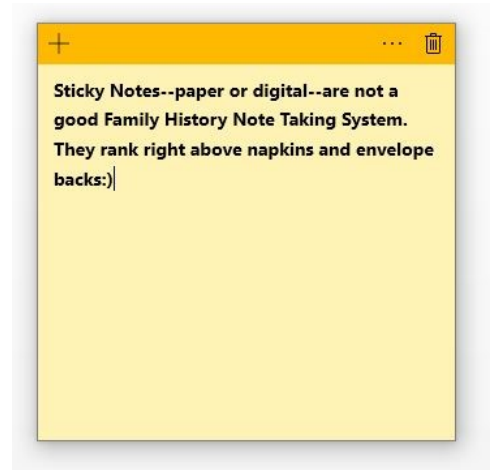 Sticky Notes--paper or digital--are not a
good Family History Note Taking System.
They rank right above napkins and envelope
backs:)